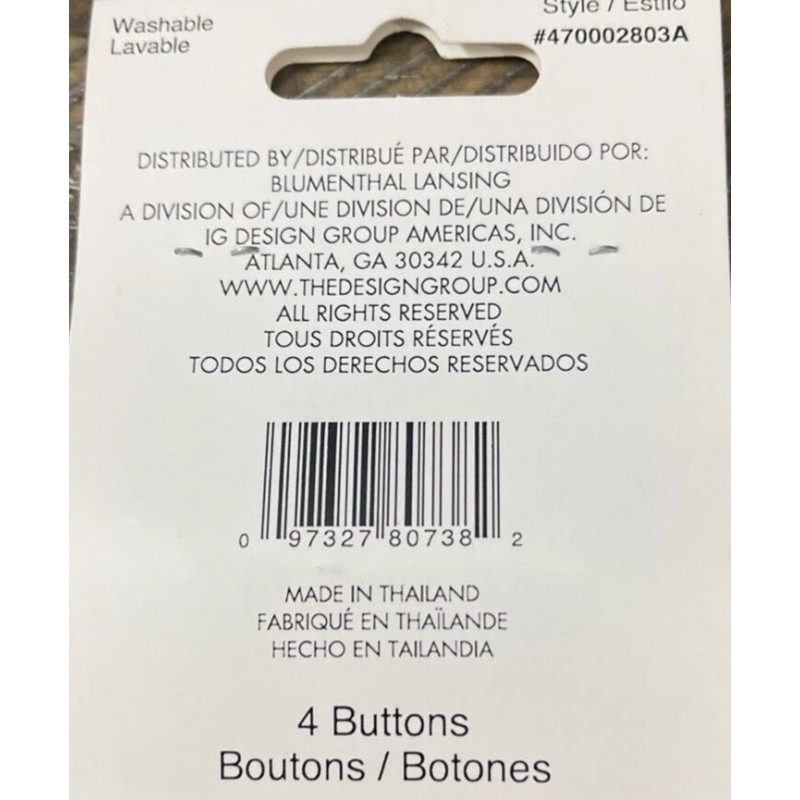 Washable
Lavable
Style / Estilo
#470002803A
DISTRIBUTED BY/DISTRIBUÉ PAR/DISTRIBUIDO POR:
BLUMENTHAL LANSING
A DIVISION OF/UNE DIVISION DE/UNA DIVISIÓN DE
IG DESIGN GROUP AMERICAS, INC.
ATLANTA, GA 30342 U.S.A.
WWW.THEDESIGNGROUP.COM
ALL RIGHTS RESERVED
TOUS DROITS RÉSERVÉS
TODOS LOS DERECHOS RESERVADOS
0 97327 80738 2
MADE IN THAILAND
FABRIQUÉ EN THAÏLANDE
HECHO EN TAILANDIA
4 Buttons
Boutons / Botones